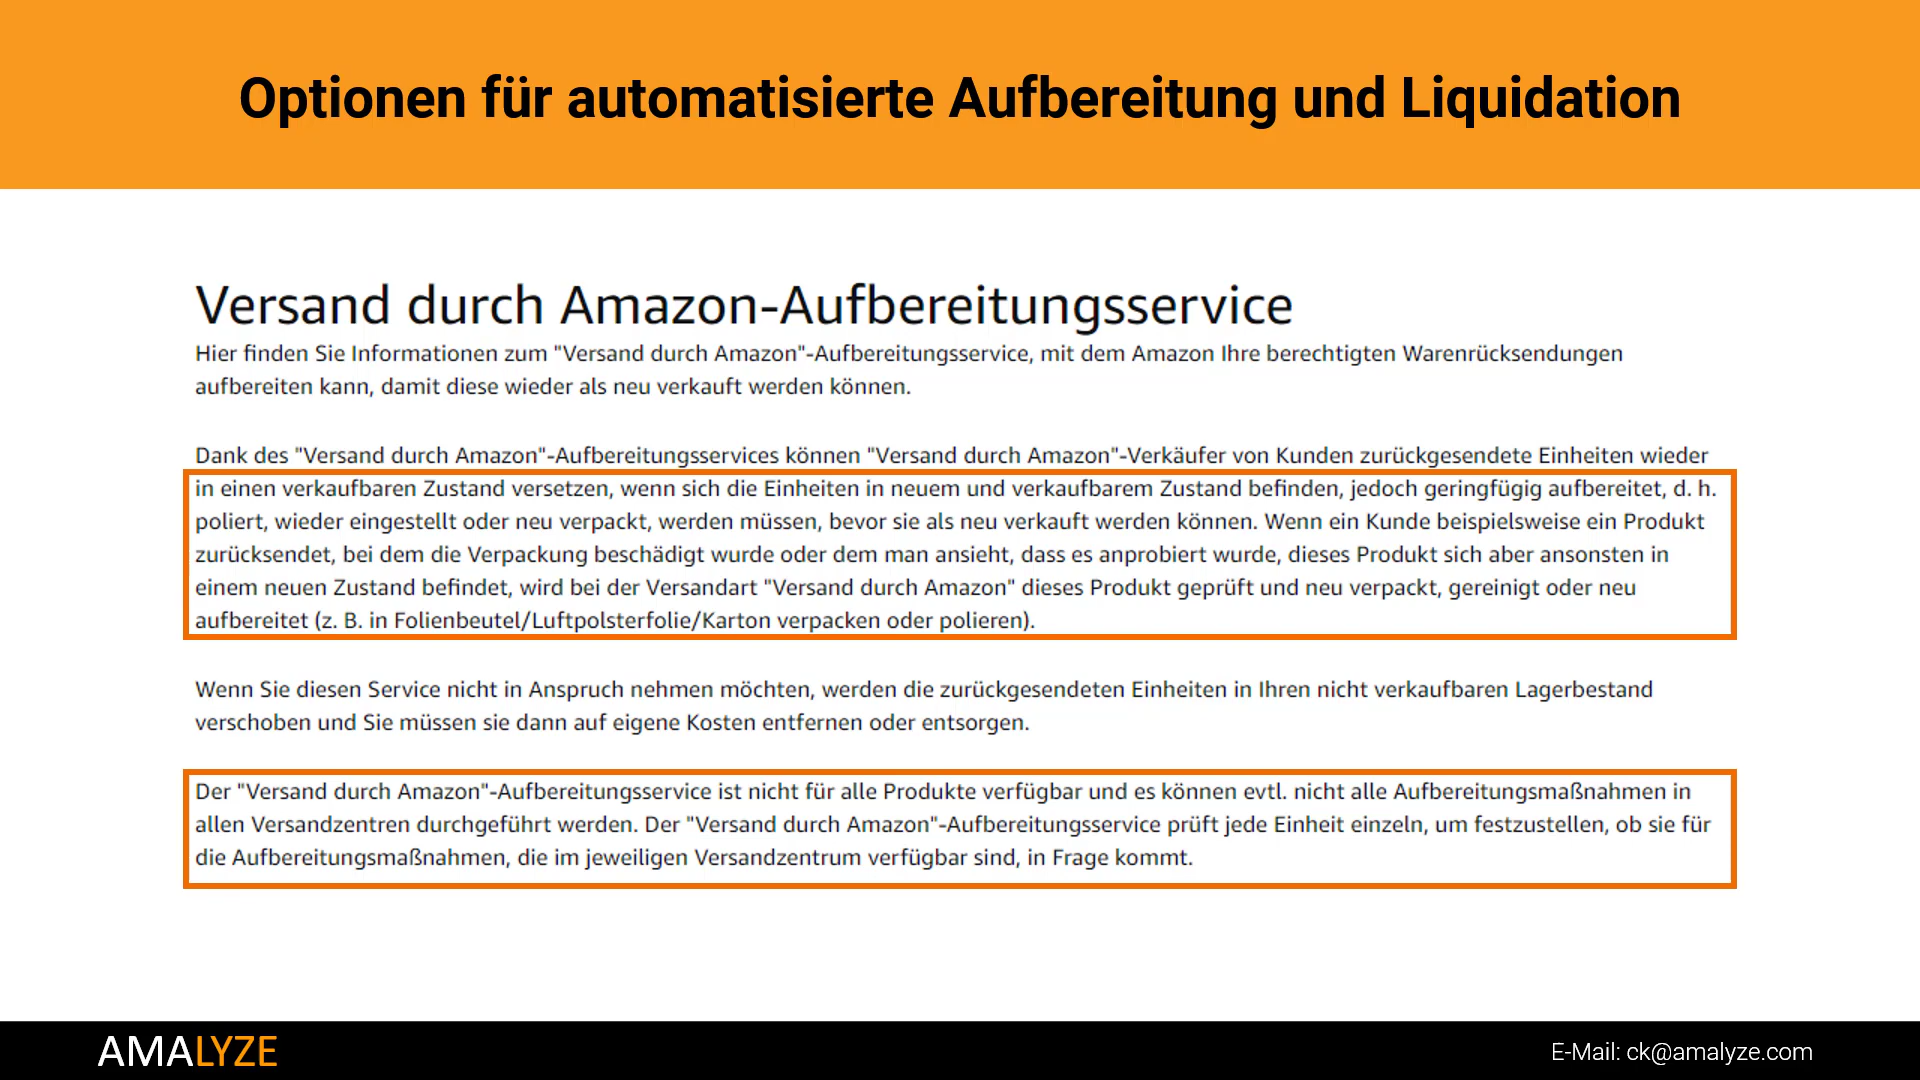 Optionen für automatisierte Aufbereitung und Liquidation
Versand durch Amazon-Aufbereitungsservice
Hier finden Sie Informationen zum "Versand durch Amazon"-Aufbereitungsservice, mit dem Amazon Ihre berechtigten Warenrücksendungen
aufbereiten kann, damit diese wieder als neu verkauft werden können.
Dank des "Versand durch Amazon"-Aufbereitungsservices können "Versand durch Amazon"-Verkäufer von Kunden zurückgesendete Einheiten wieder
in einen verkaufbaren Zustand versetzen, wenn sich die Einheiten in neuem und verkaufbarem Zustand befinden, jedoch geringfügig aufbereitet, d. h.
poliert, wieder eingestellt oder neu verpackt, werden müssen, bevor sie als neu verkauft werden können. Wenn ein Kunde beispielsweise ein Produkt
zurücksendet, bei dem die Verpackung beschädigt wurde oder dem man ansieht, dass es anprobiert wurde, dieses Produkt sich aber ansonsten in
einem neuen Zustand befindet, wird bei der Versandart "Versand durch Amazon" dieses Produkt geprüft und neu verpackt, gereinigt oder neu
aufbereitet (z. B. in Folienbeutel/Luftpolsterfolie/Karton verpacken oder polieren).
Wenn Sie diesen Service nicht in Anspruch nehmen möchten, werden die zurückgesendeten Einheiten in Ihren nicht verkaufbaren Lagerbestand
verschoben und Sie müssen sie dann auf eigene Kosten entfernen oder entsorgen.
Der "Versand durch Amazon"-Aufbereitungsservice ist nicht für alle Produkte verfügbar und es können evtl. nicht alle Aufbereitungsmaßnahmen in
allen Versandzentren durchgeführt werden. Der "Versand durch Amazon"-Aufbereitungsservice prüft jede Einheit einzeln, um festzustellen, ob sie für
die Aufbereitungsmaßnahmen, die im jeweiligen Versandzentrum verfügbar sind, in Frage kommt.
AMALYZE
E-Mail: ck@amalyze.com